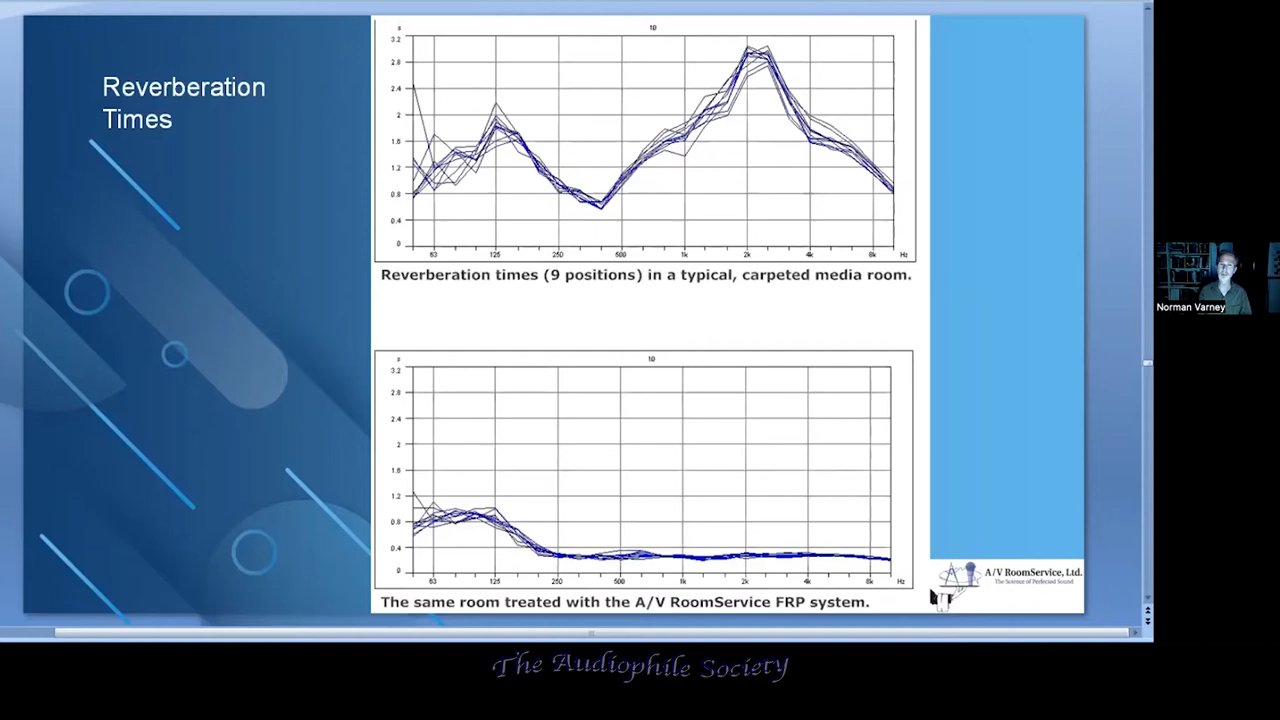 Reverberation
Times
s
10
3.2
2.8
2.4
2
1.6
1.2
0.8
0.4
0
63 125 250 500 1k 2k 4k 8k Hz
Reverberation times (9 positions) in a typical, carpeted media room.
s
10
3.2
2.8
2.4
2
1.6
1.2
0.8
0.4
0
63 125 250 500 1k 2k 4k 8k Hz
The same room treated with the A/V RoomService FRP system.
A/V RoomService, Ltd.
The Science of Perfected Sound
Norman Varney
The Audiophile Society